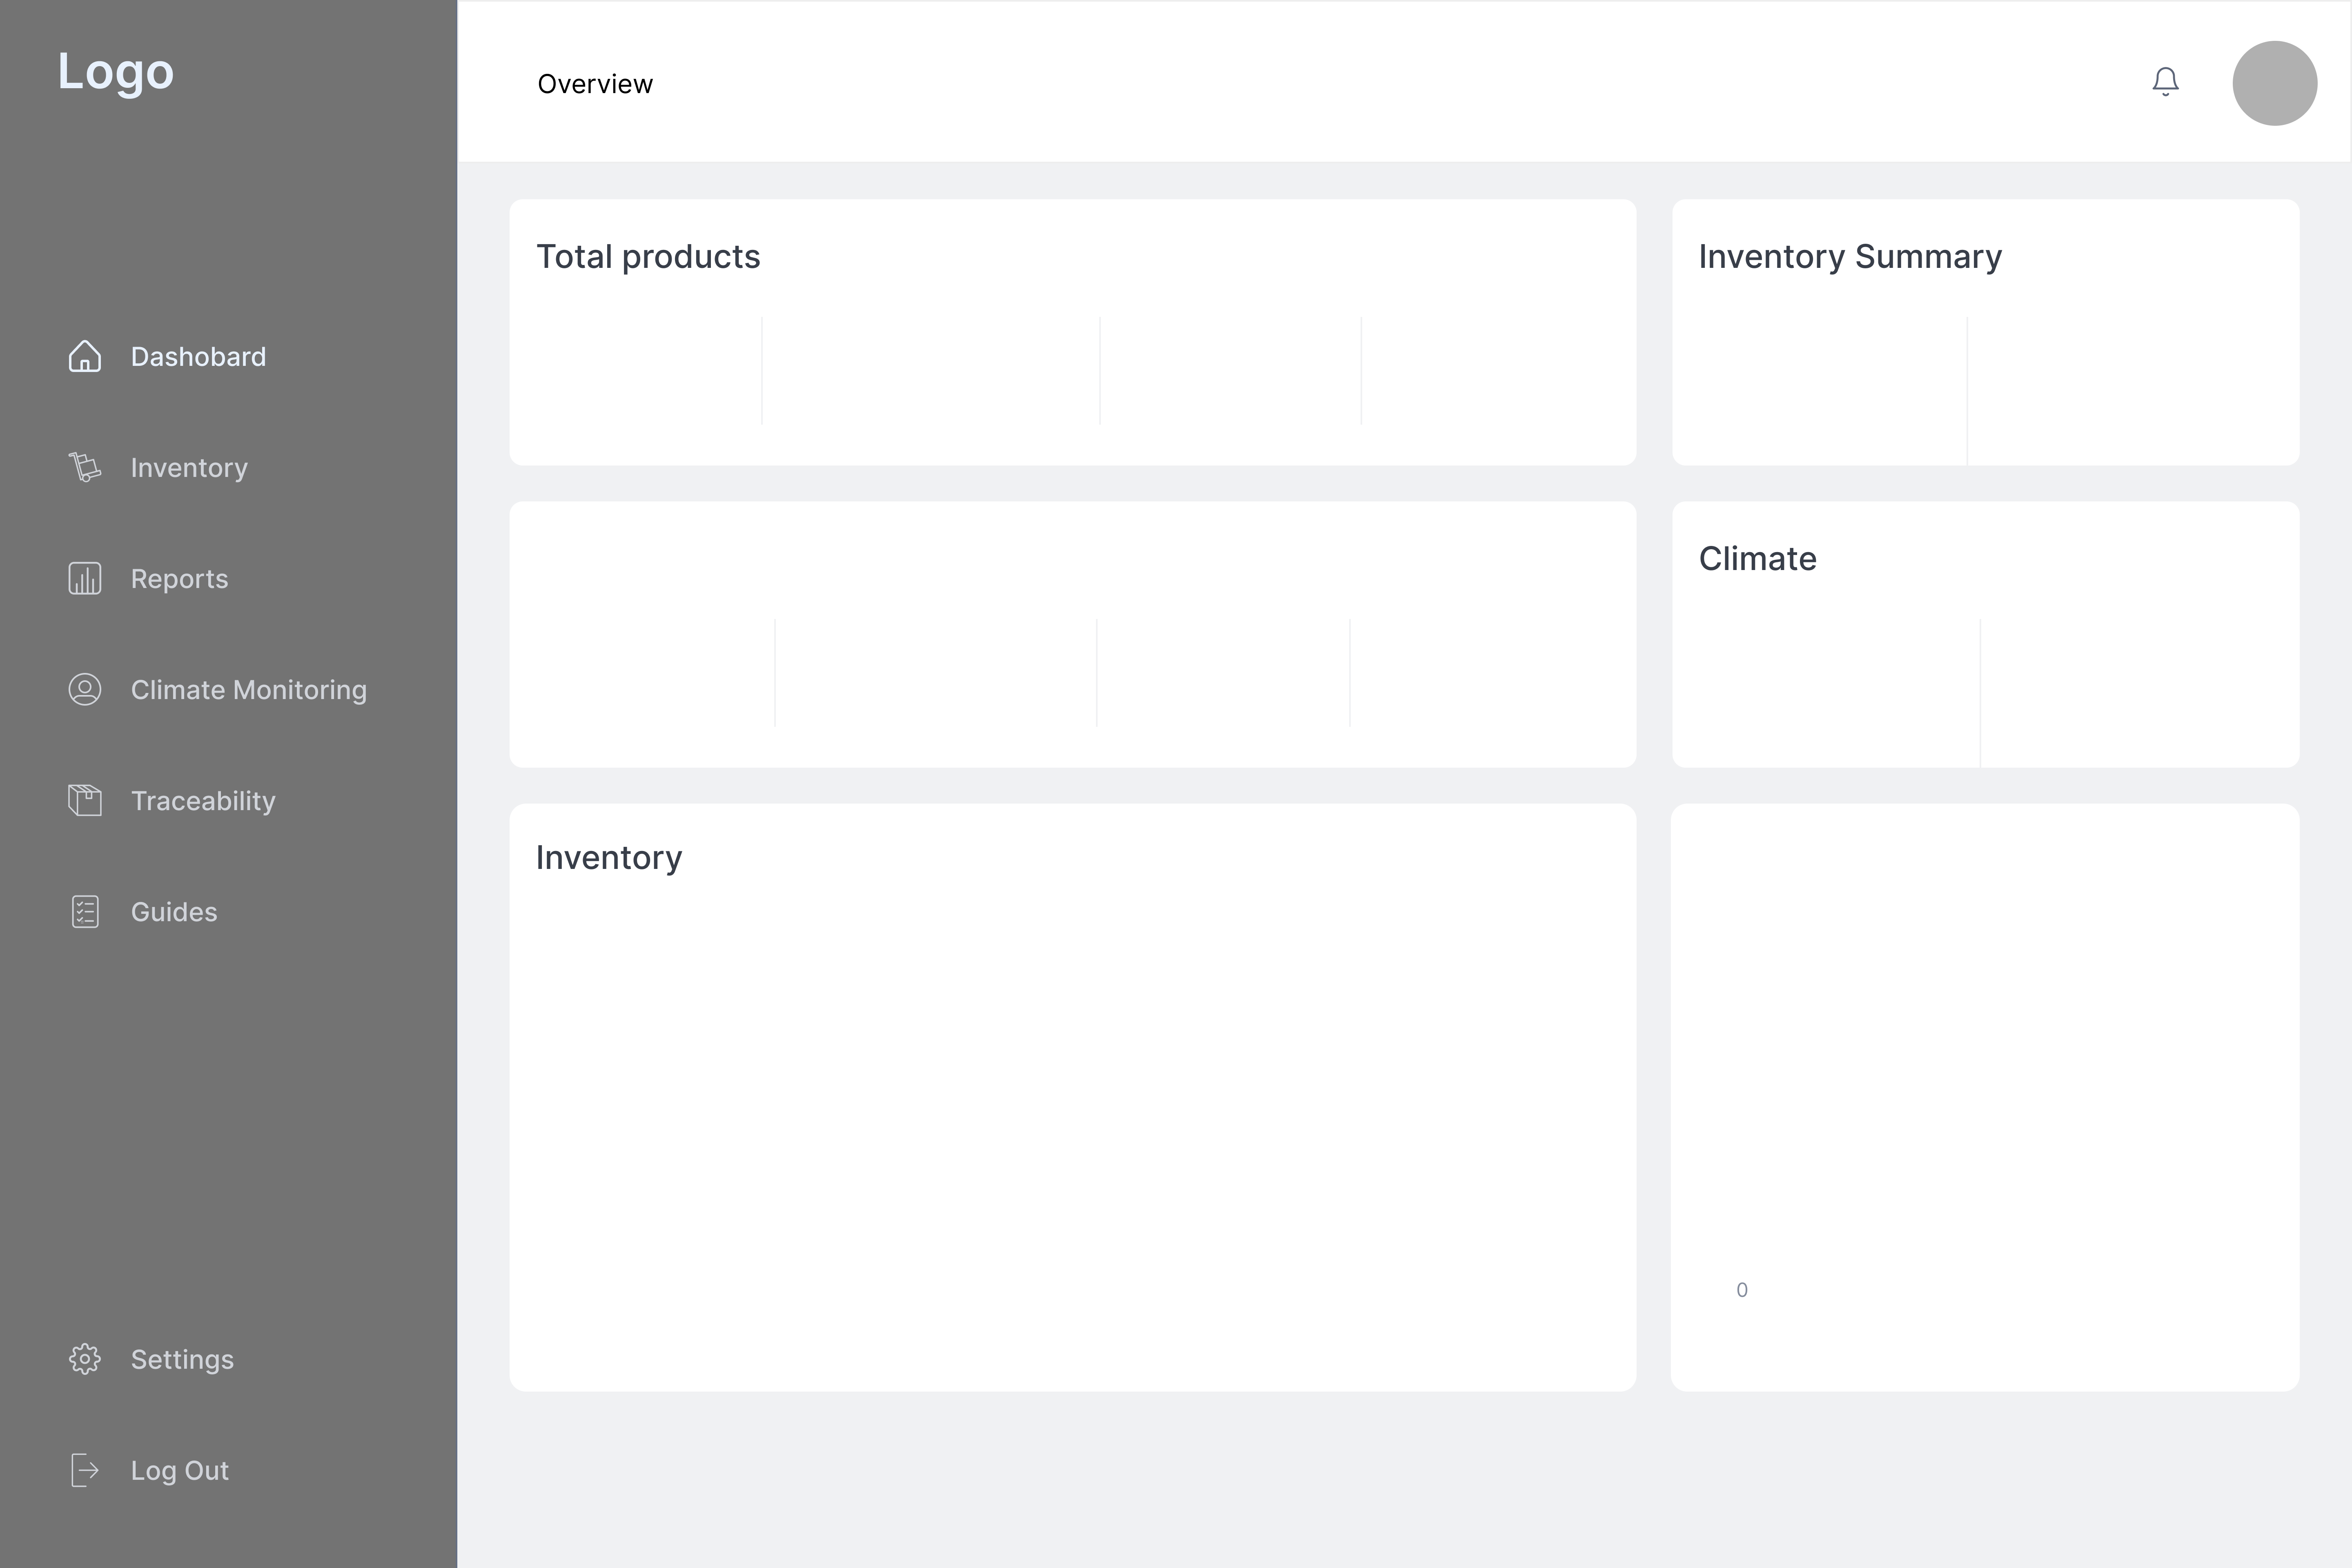 Logo
Overview
Total products
Inventory Summary
Dashobard
Inventory
Reports
Climate
Climate Monitoring
Traceability
Inventory
Guides
0
Settings
Log Out